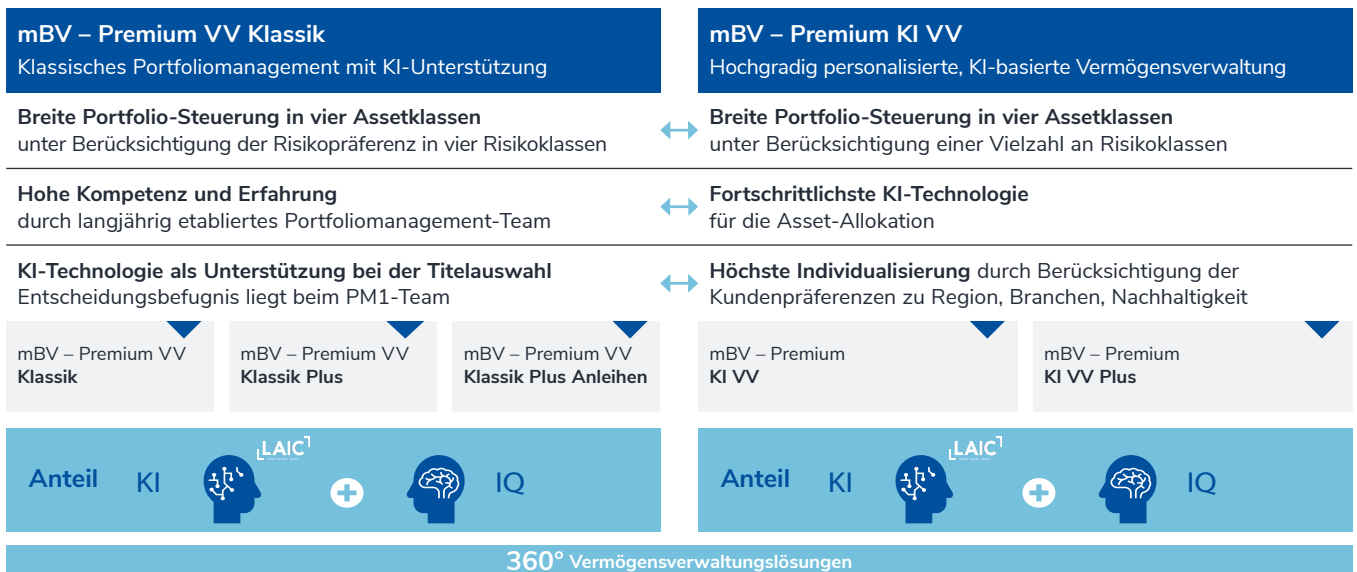 mBV – Premium VV Klassik
Klassisches Portfoliomanagement mit KI-Unterstützung
Breite Portfolio-Steuerung in vier Assetklassen
unter Berücksichtigung der Risikopräferenz in vier Risikoklassen
Hohe Kompetenz und Erfahrung
durch langjährig etabliertes Portfoliomanagement-Team
KI-Technologie als Unterstützung bei der Titelauswahl
Entscheidungsbefugnis liegt beim PM1-Team
mBV – Premium VV
Klassik
mBV – Premium VV
Klassik Plus
mBV – Premium VV
Klassik Plus Anleihen
Anteil KI LAIC IQ
mBV – Premium KI VV
Hochgradig personalisierte, KI-basierte Vermögensverwaltung
Breite Portfolio-Steuerung in vier Assetklassen
unter Berücksichtigung einer Vielzahl an Risikoklassen
Fortschrittlichste KI-Technologie
für die Asset-Allokation
Höchste Individualisierung durch Berücksichtigung der
Kundenpräferenzen zu Region, Branchen, Nachhaltigkeit
mBV – Premium
KI VV
mBV – Premium
KI VV Plus
Anteil KI LAIC IQ
360° Vermögensverwaltungslösungen